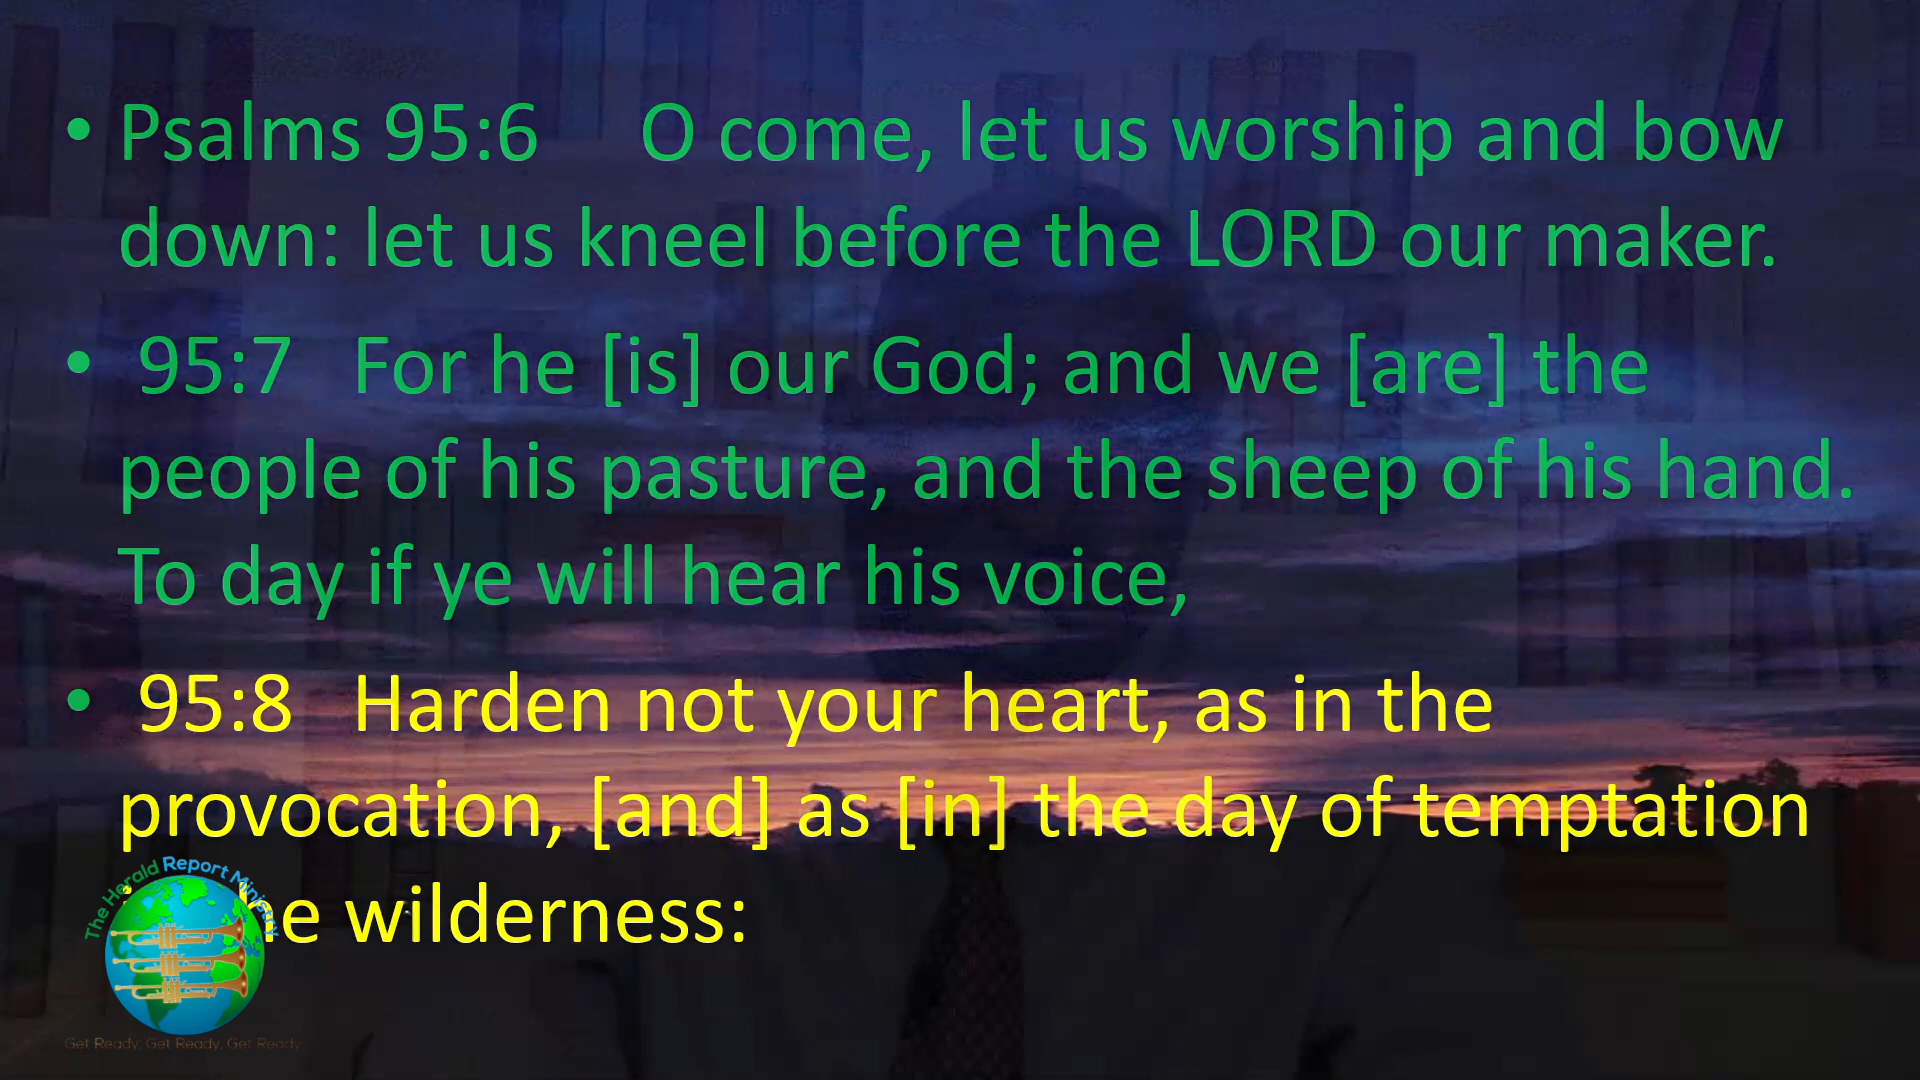 • Psalms 95:6 O come, let us worship and bow
down: let us kneel before the LORD our maker.
• 95:7 For he [is] our God; and we [are] the
people of his pasture, and the sheep of his hand.
To day if ye will hear his voice,
• 95:8 Harden not your heart, as in the
provocation, [and] as [in] the day of temptation
wilderness:
The Herald Report Ministry
Get Ready, Get Ready, Get Ready